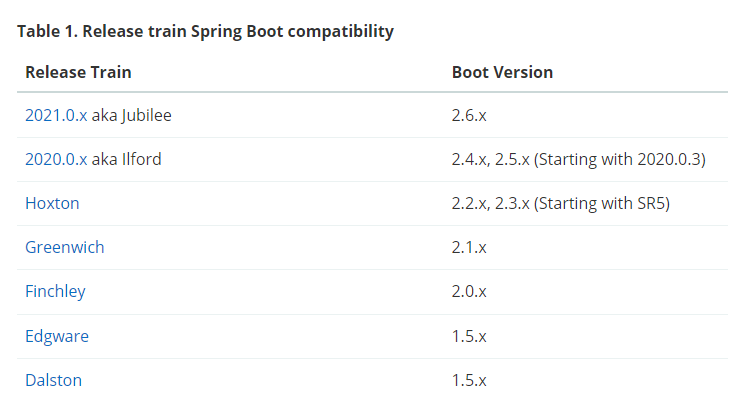 Table 1. Release train Spring Boot compatibility
Release Train Boot Version
2021.0.x aka Jubilee 2.6.x
2020.0.x aka Ilford 2.4.x, 2.5.x (Starting with 2020.0.3)
Hoxton 2.2.x, 2.3.x (Starting with SR5)
Greenwich 2.1.x
Finchley 2.0.x
Edgware 1.5.x
Dalston 1.5.x